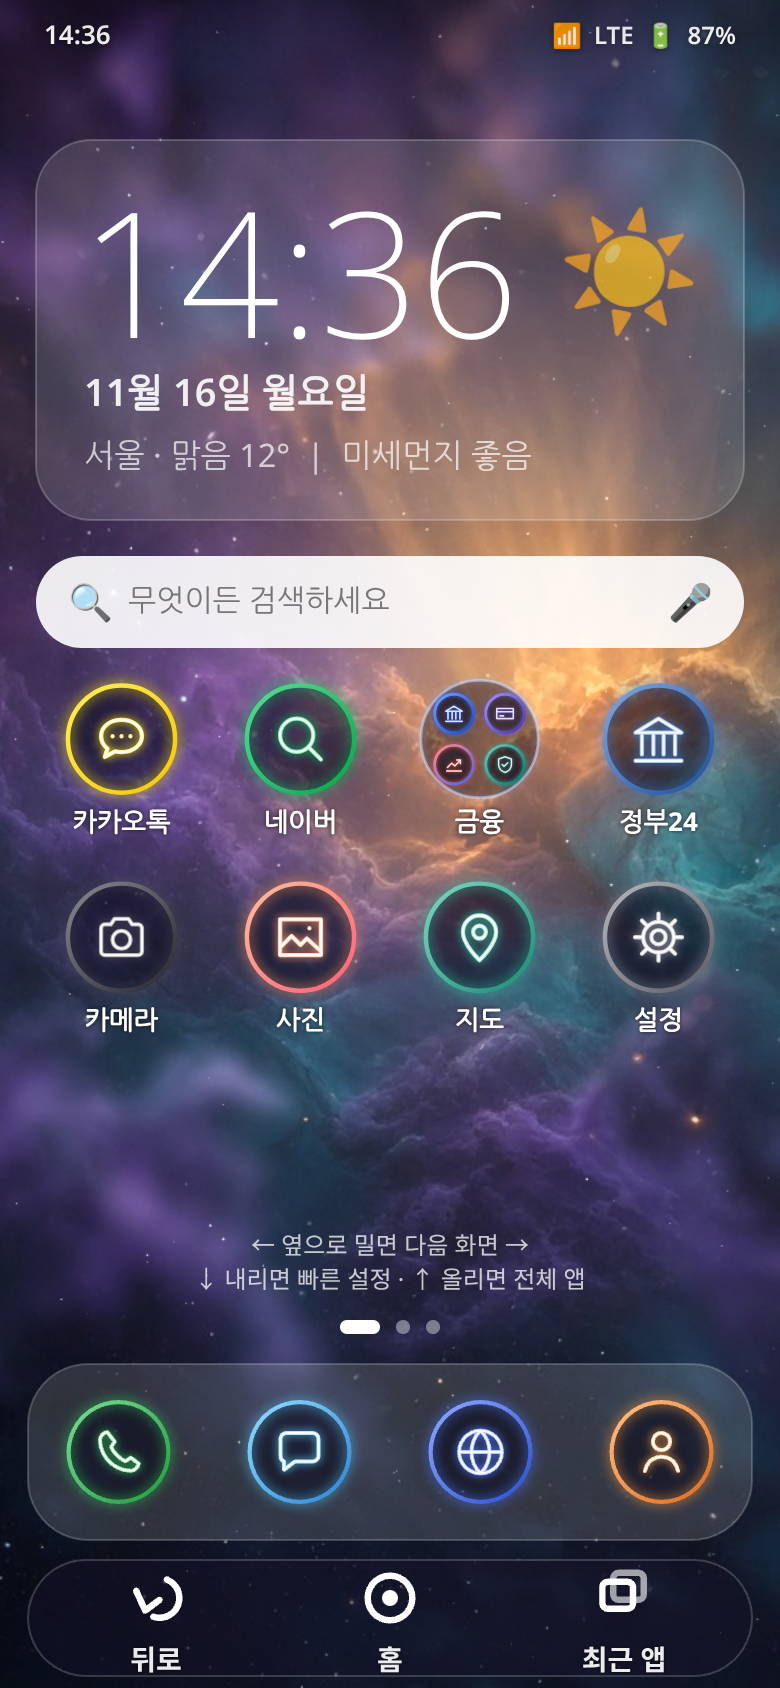 14:36
LTE 87%
14:36
11월 16일 월요일
서울 · 맑음 12° | 미세먼지 좋음
무엇이든 검색하세요
카카오톡 네이버 금융 정부24
카메라 사진 지도 설정
← 옆으로 밀면 다음 화면 →
↓ 내리면 빠른 설정 · ↑ 올리면 전체 앱
뒤로 홈 최근 앱